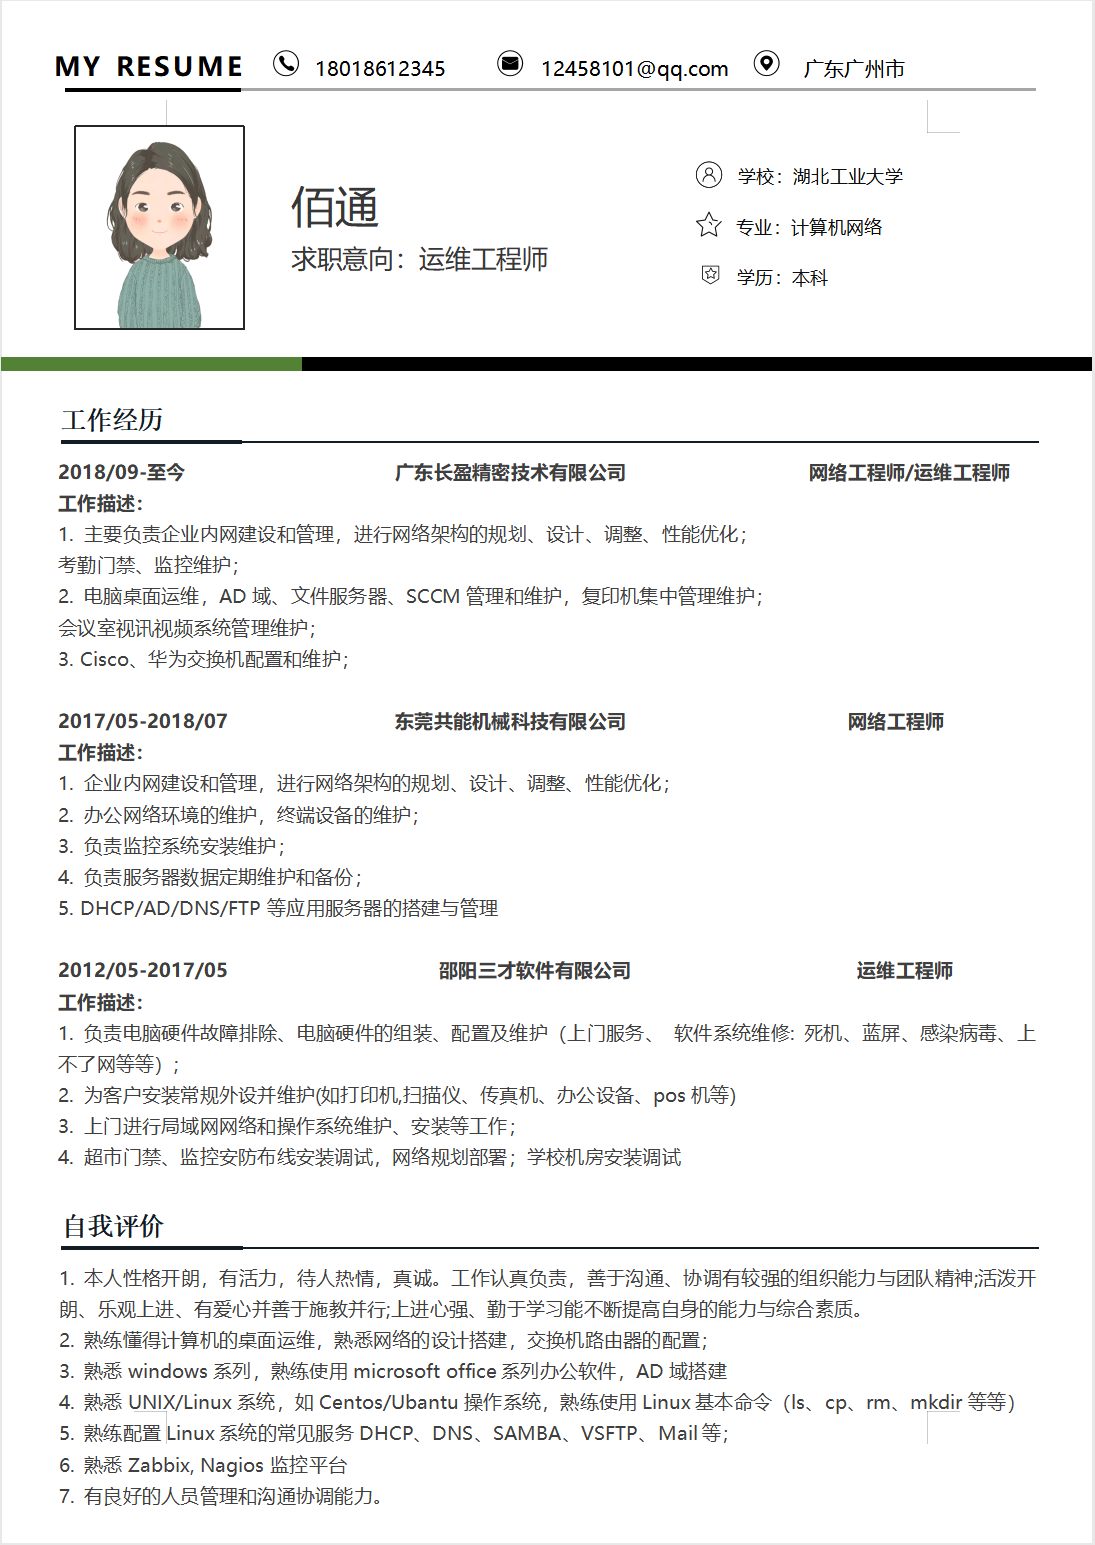 MY RESUME 18018612345 12458101@qq.com 广东广州市
佰通
求职意向：运维工程师
学校：湖北工业大学
专业：计算机网络
学历：本科
工作经历
2018/09-至今 广东长盈精密技术有限公司 网络工程师/运维工程师
工作描述：
1. 主要负责企业内网建设和管理，进行网络架构的规划、设计、调整、性能优化；
考勤门禁、监控维护；
2. 电脑桌面运维，AD 域、文件服务器、SCCM 管理和维护，复印机集中管理维护；
会议室视讯视频系统管理维护；
3. Cisco、华为交换机配置和维护；
2017/05-2018/07 东莞共能机械科技有限公司 网络工程师
工作描述：
1. 企业内网建设和管理，进行网络架构的规划、设计、调整、性能优化；
2. 办公网络环境的维护，终端设备的维护；
3. 负责监控系统安装维护；
4. 负责服务器数据定期维护和备份；
5. DHCP/AD/DNS/FTP 等应用服务器的搭建与管理
2012/05-2017/05 邵阳三才软件有限公司 运维工程师
工作描述：
1. 负责电脑硬件故障排除、电脑硬件的组装、配置及维护（上门服务、 软件系统维修: 死机、蓝屏、感染病毒、上
不了网等等）；
2. 为客户安装常规外设并维护(如打印机,扫描仪、传真机、办公设备、pos 机等)
3. 上门进行局域网网络和操作系统维护、安装等工作；
4. 超市门禁、监控安防布线安装调试，网络规划部署；学校机房安装调试
自我评价
1. 本人性格开朗，有活力，待人热情，真诚。工作认真负责，善于沟通、协调有较强的组织能力与团队精神;活泼开
朗、乐观上进、有爱心并善于施教并行;上进心强、勤于学习能不断提高自身的能力与综合素质。
2. 熟练懂得计算机的桌面运维，熟悉网络的设计搭建，交换机路由器的配置；
3. 熟悉 windows 系列，熟练使用 microsoft office 系列办公软件，AD 域搭建
4. 熟悉 UNIX/Linux 系统，如 Centos/Ubantu 操作系统，熟练使用 Linux 基本命令（ls、cp、rm、mkdir 等等）
5. 熟练配置 Linux 系统的常见服务 DHCP、DNS、SAMBA、VSFTP、Mail 等；
6. 熟悉 Zabbix, Nagios 监控平台
7. 有良好的人员管理和沟通协调能力。